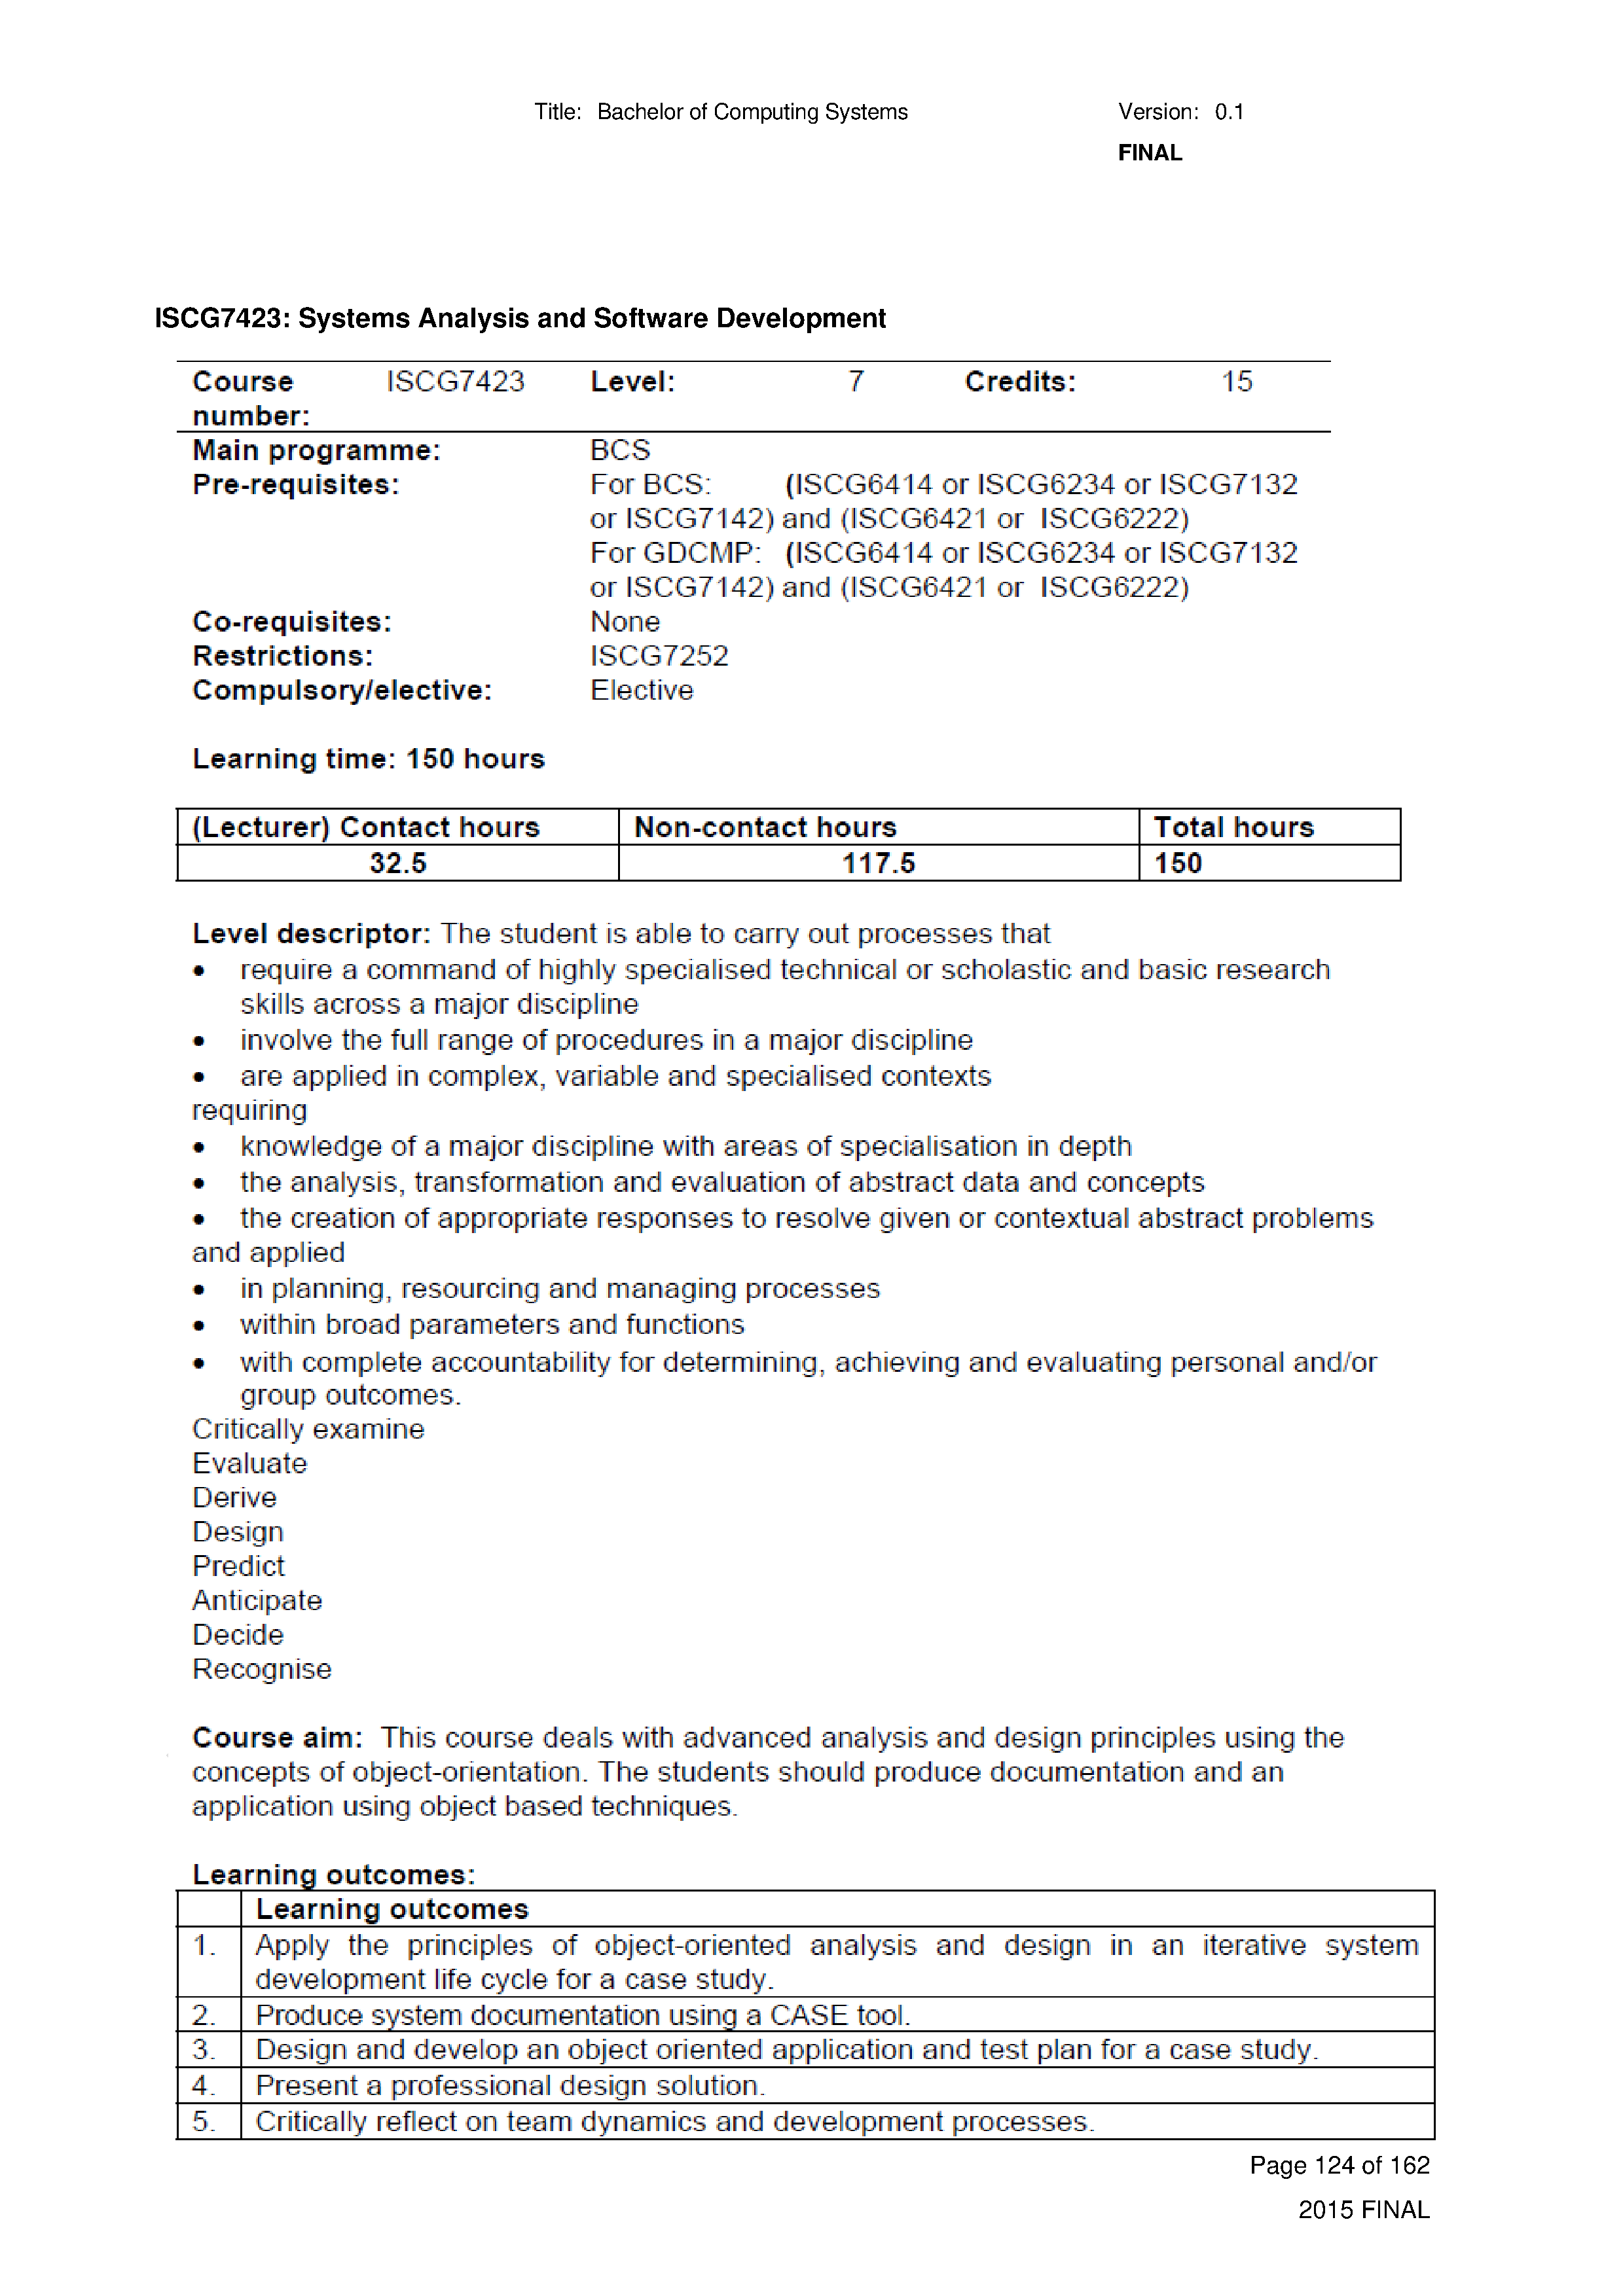 Title: Bachelor of Computing Systems Version: 0.1
FINAL
ISCG7423: Systems Analysis and Software Development
Course ISCG7423 Level: 7 Credits: 15
number:
Main programme: BCS
Pre-requisites: For BCS: (ISCG6414 or ISCG6234 or ISCG7132
or ISCG7142) and (ISCG6421 or ISCG6222)
For GDCMP: (ISCG6414 or ISCG6234 or ISCG7132
or ISCG7142) and (ISCG6421 or ISCG6222)
Co-requisites: None
Restrictions: ISCG7252
Compulsory/elective: Elective
Learning time: 150 hours
(Lecturer) Contact hours Non-contact hours Total hours
32.5 117.5 150
Level descriptor: The student is able to carry out processes that
• require a command of highly specialised technical or scholastic and basic research
skills across a major discipline
• involve the full range of procedures in a major discipline
• are applied in complex, variable and specialised contexts
requiring
• knowledge of a major discipline with areas of specialisation in depth
• the analysis, transformation and evaluation of abstract data and concepts
• the creation of appropriate responses to resolve given or contextual abstract problems
and applied
• in planning, resourcing and managing processes
• within broad parameters and functions
• with complete accountability for determining, achieving and evaluating personal and/or
group outcomes.
Critically examine
Evaluate
Derive
Design
Predict
Anticipate
Decide
Recognise
Course aim: This course deals with advanced analysis and design principles using the
concepts of object-orientation. The students should produce documentation and an
application using object based techniques.
Learning outcomes:
Learning outcomes
1. Apply the principles of object-oriented analysis and design in an iterative system
development life cycle for a case study.
2. Produce system documentation using a CASE tool.
3. Design and develop an object oriented application and test plan for a case study.
4. Present a professional design solution.
5. Critically reflect on team dynamics and development processes.
Page 124 of 162
2015 FINAL